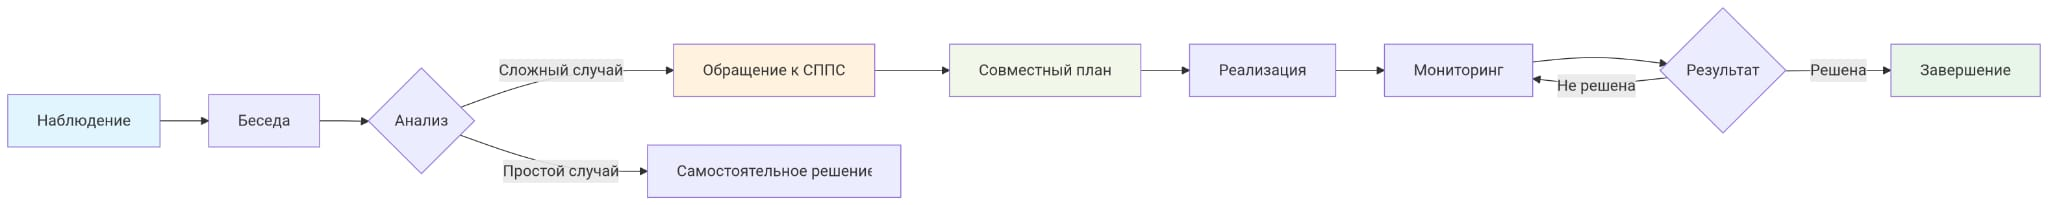 Наблюдение
Беседа
Анализ
Сложный случай
Простой случай
Обращение к СППС
Самостоятельное решение
Совместный план
Реализация
Мониторинг
Не решена
Результат
Решена
Завершение